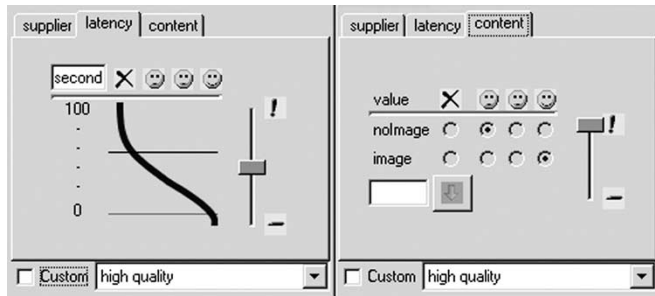 supplier latency content
second
100
0
Custom high quality
supplier latency content
value
noImage
image
Custom high quality